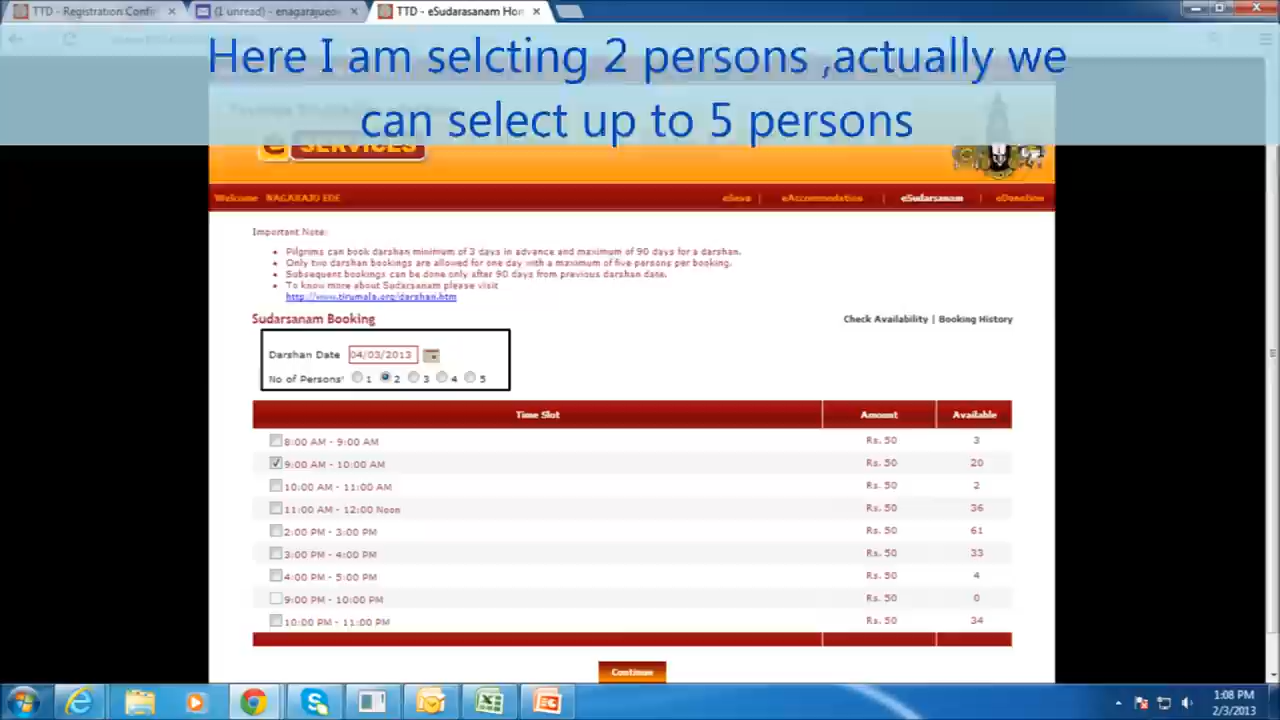 TTD - Registration Confi
(1 unread) - enagarajueo
TTD - eSudarasanam Hon
Here I am selcting 2 persons ,actually we
can select up to 5 persons
e SERVICES
Welcome NAGARAJU EDE
eSeva | eAccommodation | eSudarsanam | eDonation
Important Note:
Pilgrims can book darshan minimum of 3 days in advance and maximum of 90 days for a darshan.
Only two darshan bookings are allowed for one day with a maximum of five persons per booking.
Subsequent bookings can be done only after 90 days from previous darshan date.
To know more about Sudarsanam please visit
http://www.tirumala.org/darshan.htm
Sudarsanam Booking
Check Availability | Booking History
Darshan Date 04/03/2013
No of Persons* 1 2 3 4 5
Time Slot Amount Available
8:00 AM - 9:00 AM Rs. 50 3
9:00 AM - 10:00 AM Rs. 50 20
10:00 AM - 11:00 AM Rs. 50 2
11:00 AM - 12:00 Noon Rs. 50 36
2:00 PM - 3:00 PM Rs. 50 61
3:00 PM - 4:00 PM Rs. 50 33
4:00 PM - 5:00 PM Rs. 50 4
9:00 PM - 10:00 PM Rs. 50 0
10:00 PM - 11:00 PM Rs. 50 34
Continue
1:08 PM
2/3/2013